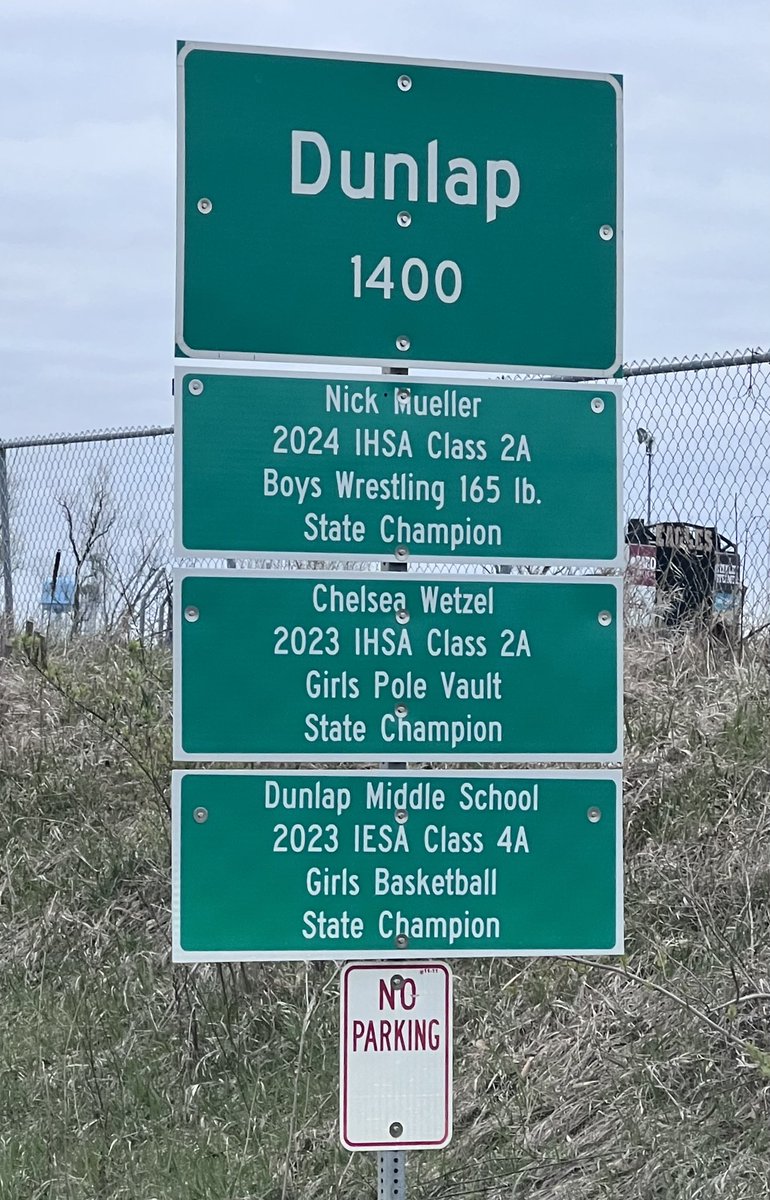 Dunlap
1400
Nick Mueller
2024 IHSA Class 2A
Boys Wrestling 165 lb.
State Champion
Chelsea Wetzel
2023 IHSA Class 2A
Girls Pole Vault
State Champion
Dunlap Middle School
2023 IESA Class 4A
Girls Basketball
State Champion
NO
PARKING
EAGLES